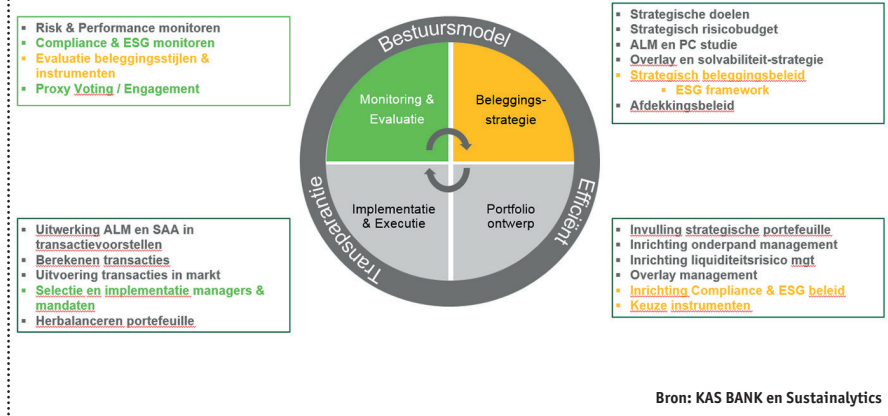 Risk & Performance monitoren
Compliance & ESG monitoren
Evaluatie beleggingsstijlen &
instrumenten
Proxy Voting / Engagement
Bestuursmodel
Efficiënt
Transparantie
Monitoring &
Evaluatie
Beleggings-
strategie
Implementatie
& Executie
Portfolio
ontwerp
Strategische doelen
Strategisch risicobudget
ALM en PC studie
Overlay en solvabiliteit-strategie
Strategisch beleggingsbeleid
ESG framework
Afdekkingsbeleid
Uitwerking ALM en SAA in
transactievoorstellen
Berekenen transacties
Uitvoering transacties in markt
Selectie en implementatie managers &
mandaten
Herbalanceren portefeuille
Invulling strategische portefeuille
Inrichting onderpand management
Inrichting liquiditeitsrisico mgt
Overlay management
Inrichting Compliance & ESG beleid
Keuze instrumenten
Bron: KAS BANK en Sustainalytics